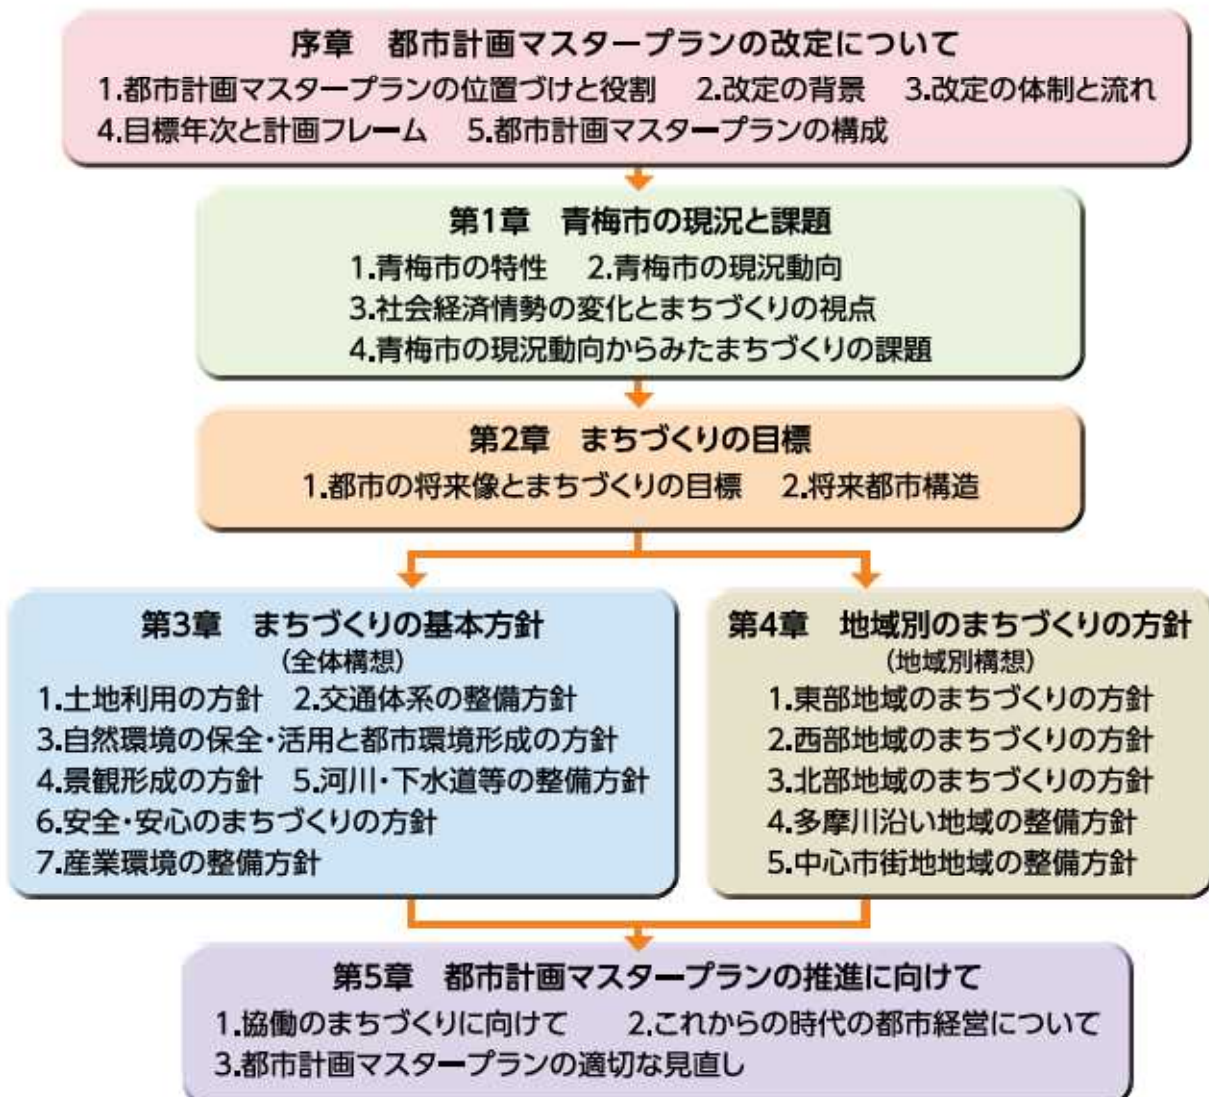 序章 都市計画マスタープランの改定について
1.都市計画マスタープランの位置づけと役割 2.改定の背景 3.改定の体制と流れ
4.目標年次と計画フレーム 5.都市計画マスタープランの構成
第1章 青梅市の現況と課題
1.青梅市の特性 2.青梅市の現況動向
3.社会経済情勢の変化とまちづくりの視点
4.青梅市の現況動向からみたまちづくりの課題
第2章 まちづくりの目標
1.都市の将来像とまちづくりの目標 2.将来都市構造
第3章 まちづくりの基本方針
(全体構想)
1.土地利用の方針 2.交通体系の整備方針
3.自然環境の保全・活用と都市環境形成の方針
4.景観形成の方針 5.河川・下水道等の整備方針
6.安全・安心のまちづくりの方針
7.産業環境の整備方針
第4章 地域別のまちづくりの方針
(地域別構想)
1.東部地域のまちづくりの方針
2.西部地域のまちづくりの方針
3.北部地域のまちづくりの方針
4.多摩川沿い地域の整備方針
5.中心市街地地域の整備方針
第5章 都市計画マスタープランの推進に向けて
1.協働のまちづくりに向けて 2.これからの時代の都市経営について
3.都市計画マスタープランの適切な見直し